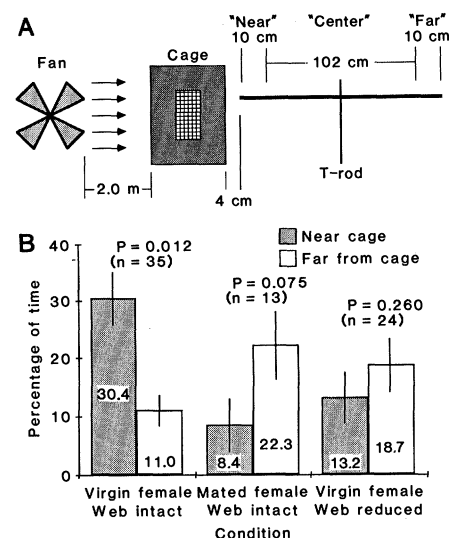 A
"Near" "Center" "Far"
10 cm 10 cm
Fan Cage
102 cm
T-rod
2.0 m
4 cm
B
Near cage
Far from cage
P = 0.012
(n = 35)
P = 0.075
(n = 13)
P = 0.260
(n = 24)
Percentage of time
40
30
20
10
0
30.4
11.0
8.4
22.3
13.2
18.7
Virgin female Mated female Virgin female
Web intact Web intact Web reduced
Condition